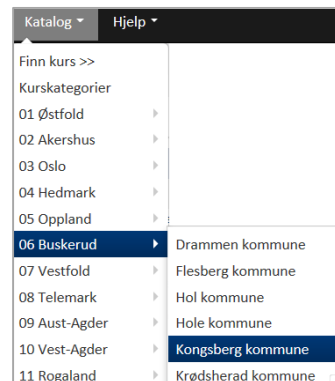 Katalog Hjelp
Finn kurs >>
Kurskategorier
01 Østfold
02 Akershus
03 Oslo
04 Hedmark
05 Oppland
06 Buskerud
07 Vestfold
08 Telemark
09 Aust-Agder
10 Vest-Agder
11 Rogaland
Drammen kommune
Flesberg kommune
Hol kommune
Hole kommune
Kongsberg kommune
Krødsherad kommune